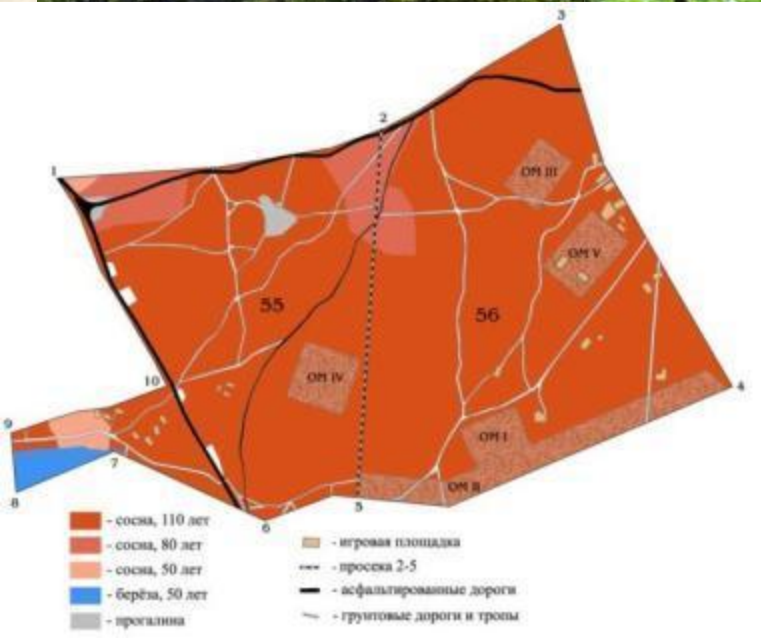 3
2
1
ОМ III
ОМ V
55
56
ОМ IV
10
4
9
ОМ I
7
ОМ II
8
5
6
- сосна, 110 лет
- сосна, 80 лет
- сосна, 50 лет
- берёза, 50 лет
- прогалина
- игровая площадка
- просека 2-5
- асфальтированные дороги
- грунтовые дороги и тропы